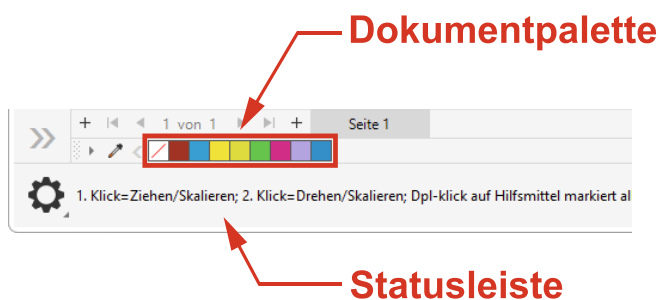 Dokumentpalette
1 von 1
Seite 1
1. Klick=Ziehen/Skalieren; 2. Klick=Drehen/Skalieren; Dpl-klick auf Hilfsmittel markiert al
Statusleiste